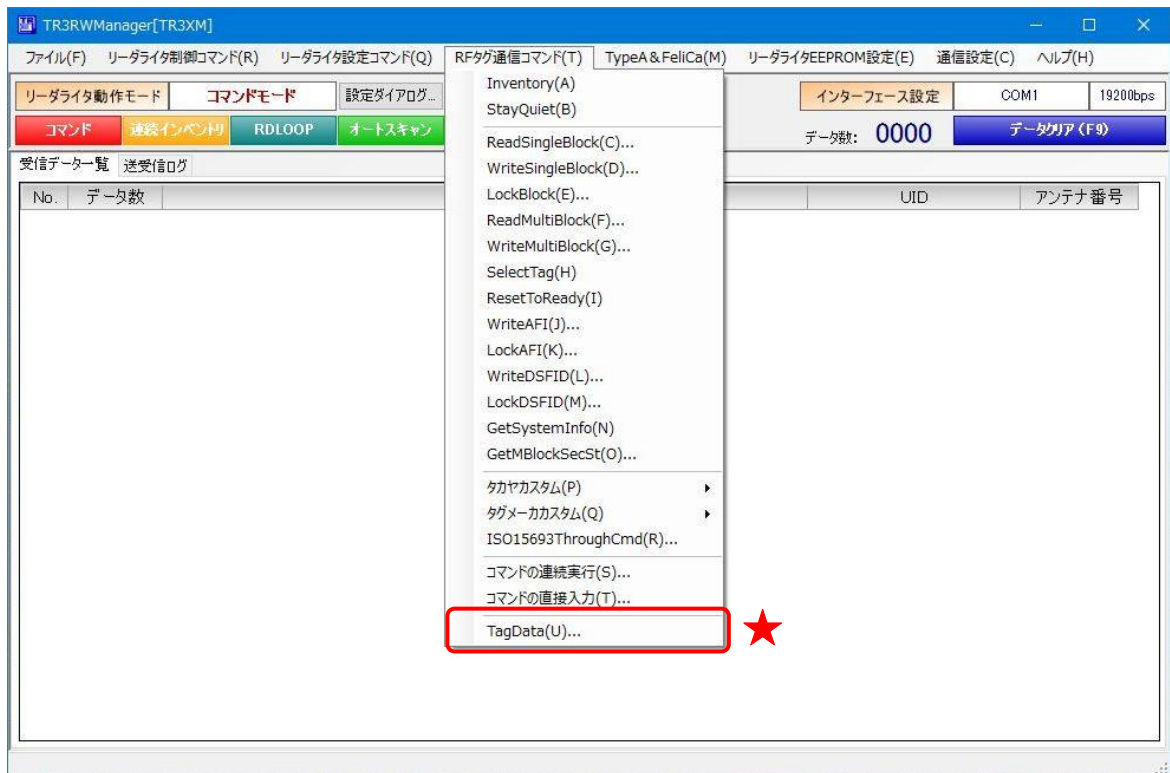 TR3RWManager[TR3XM]
ファイル(F) リーダライタ制御コマンド(R) リーダライタ設定コマンド(Q) RFタグ通信コマンド(T) TypeA&FeliCa(M) リーダライタEEPROM設定(E) 通信設定(C) ヘルプ(H)
リーダライタ動作モード コマンドモード 設定ダイアログ... インターフェース設定 COM1 19200bps
コマンド 連続インベントリ RDLOOP オートスキャン データ数: 0000 データクリア(F9)
受信データ一覧 送受信ログ
No. データ数 UID アンテナ番号
Inventory(A)
StayQuiet(B)
ReadSingleBlock(C)...
WriteSingleBlock(D)...
LockBlock(E)...
ReadMultiBlock(F)...
WriteMultiBlock(G)...
SelectTag(H)
ResetToReady(I)
WriteAFI(J)...
LockAFI(K)...
WriteDSFID(L)...
LockDSFID(M)...
GetSystemInfo(N)
GetMBlockSecSt(O)...
タカヤカスタム(P)
タグメーカカスタム(Q)
ISO15693ThroughCmd(R)...
コマンドの連続実行(S)...
コマンドの直接入力(T)...
TagData(U)...